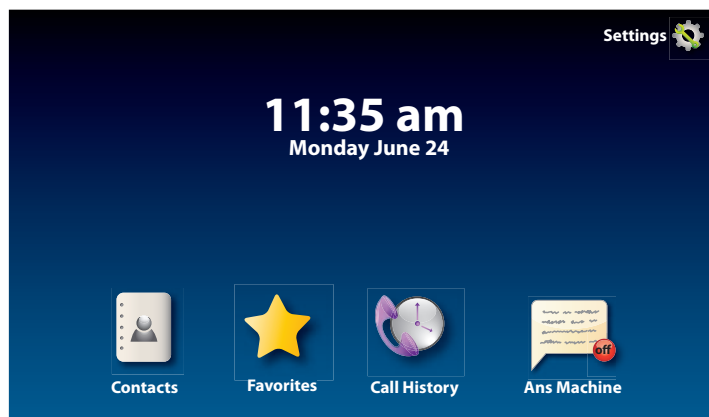 Settings
11:35 am
Monday June 24
off
Contacts
Favorites
Call History
Ans Machine